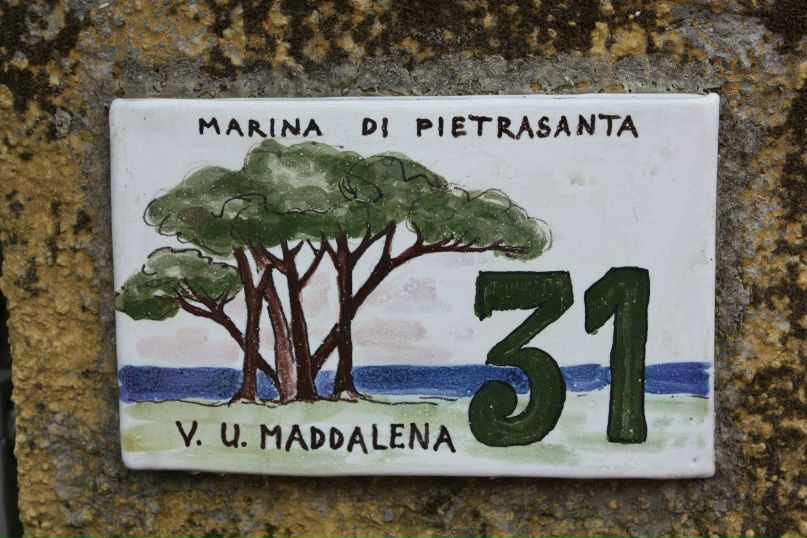 MARINA DI PIETRASANTA
31
V. U. MADDALENA